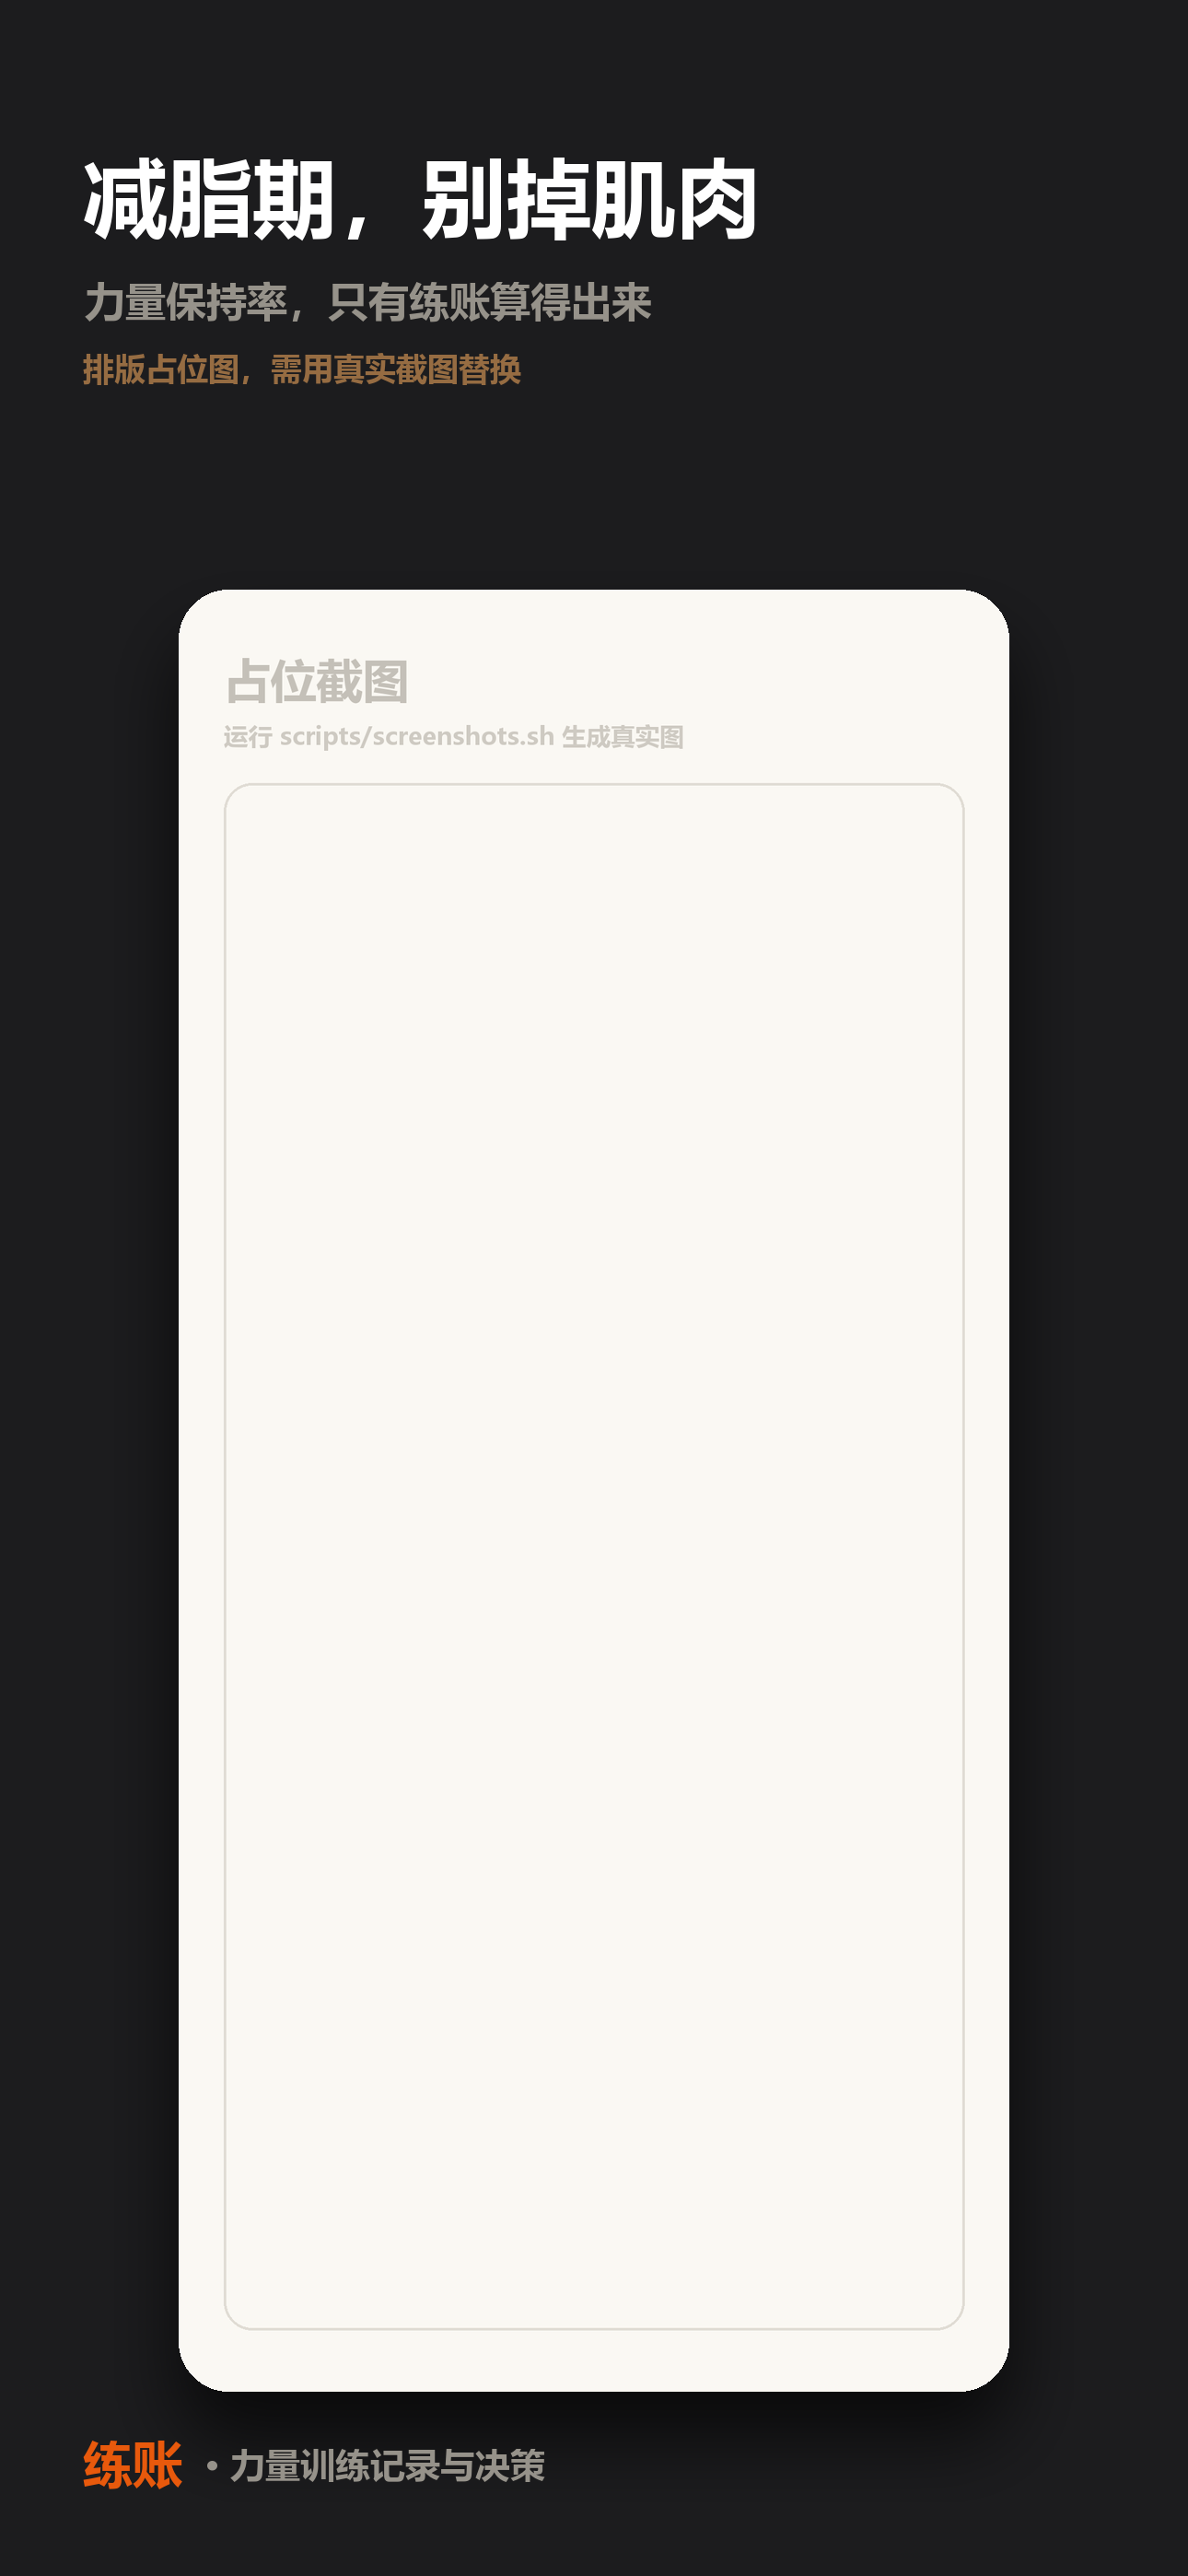 减脂期，别掉肌肉
力量保持率，只有练账算得出来
排版占位图，需用真实截图替换
占位截图
运行 scripts/screenshots.sh 生成真实图
练账 · 力量训练记录与决策